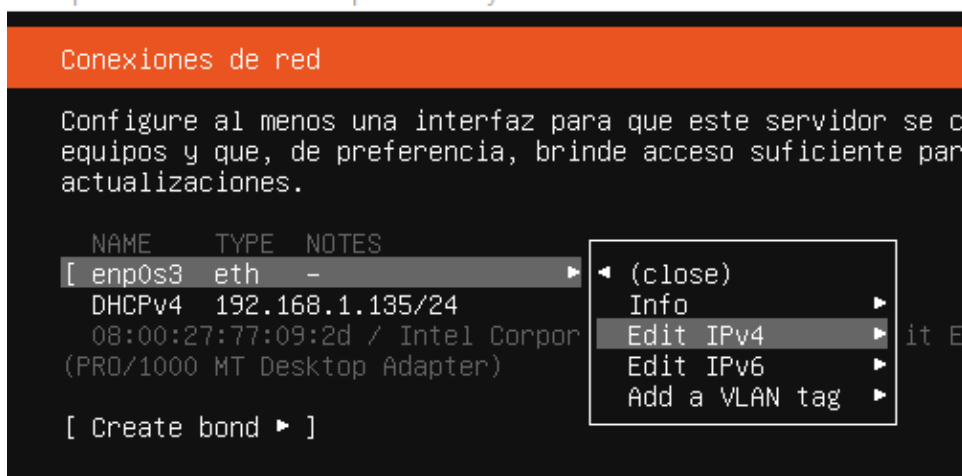 Conexiones de red
Configure al menos una interfaz para que este servidor se c
equipos y que, de preferencia, brinde acceso suficiente par
actualizaciones.
NAME TYPE NOTES
[ enp0s3 eth –
DHCPv4 192.168.1.135/24
08:00:27:77:09:2d / Intel Corpor it E
(PRO/1000 MT Desktop Adapter)
(close)
Info
Edit IPv4
Edit IPv6
Add a VLAN tag
[ Create bond ]